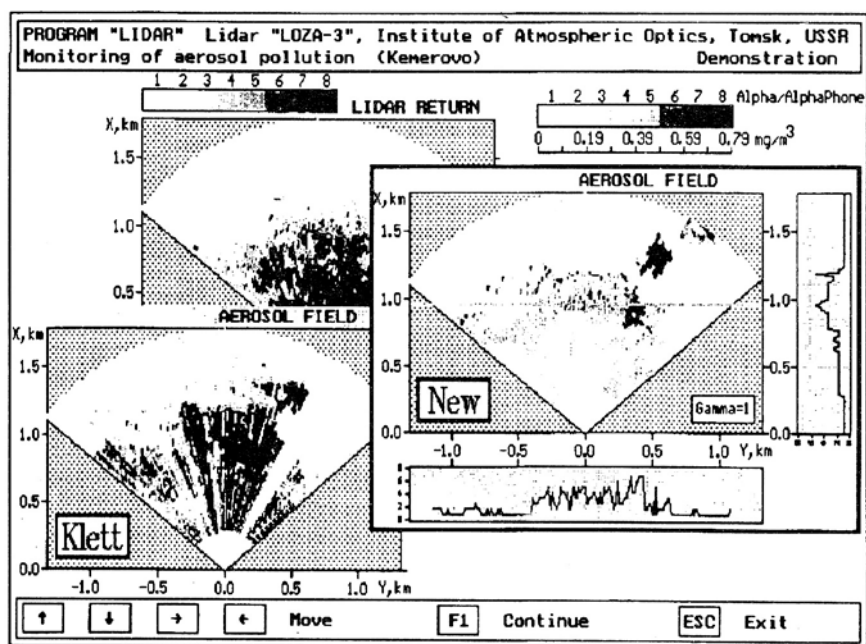 PROGRAM "LIDAR" Lidar "LOZA-3", Institute of Atmospheric Optics, Tomsk, USSR
Monitoring of aerosol pollution (Kemerovo) Demonstration
1 2 3 4 5 6 7 8
LIDAR RETURN
1 2 3 4 5 6 7 8 Alpha/AlphaPhone
0 0.19 0.39 0.59 0.79 mg/m³
X,km
1.5
1.0
0.5
AEROSOL FIELD
X,km
1.5
1.0
0.5
0.0
Klett
-1.0 -0.5 0.0 0.5 1.0
Y,km
AEROSOL FIELD
X,km
1.5
1.0
0.5
0.0
New
Gamma=1
-1.0 -0.5 0.0 0.5 1.0
Y,km
1.5
1.0
0.5
0.0
8
6
4
2
0
↑ ↓ → ← Move F1 Continue ESC Exit